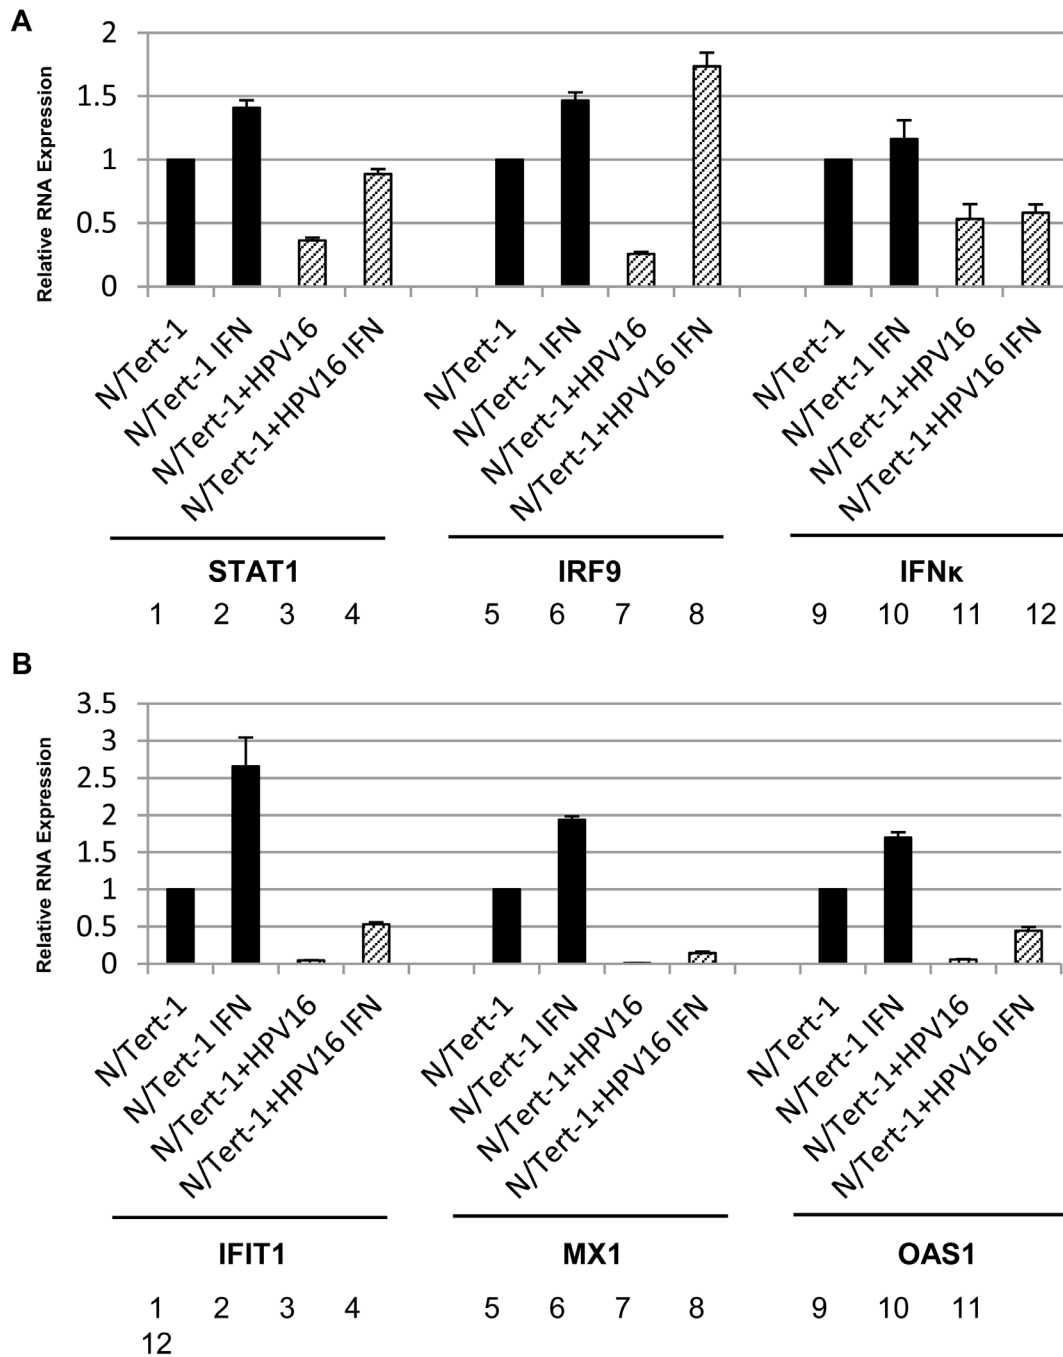 A
Relative RNA Expression
2
1.5
1
0.5
0
N/Tert-1
N/Tert-1 IFN
N/Tert-1+HPV16
N/Tert-1+HPV16 IFN
N/Tert-1
N/Tert-1 IFN
N/Tert-1+HPV16
N/Tert-1+HPV16 IFN
N/Tert-1
N/Tert-1 IFN
N/Tert-1+HPV16
N/Tert-1+HPV16 IFN
STAT1 IRF9 IFNκ
1 2 3 4 5 6 7 8 9 10 11 12
B
Relative RNA Expression
3.5
3
2.5
2
1.5
1
0.5
0
N/Tert-1
N/Tert-1 IFN
N/Tert-1+HPV16
N/Tert-1+HPV16 IFN
N/Tert-1
N/Tert-1 IFN
N/Tert-1+HPV16
N/Tert-1+HPV16 IFN
N/Tert-1
N/Tert-1 IFN
N/Tert-1+HPV16
N/Tert-1+HPV16 IFN
IFIT1 MX1 OAS1
1 2 3 4 5 6 7 8 9 10 11
12